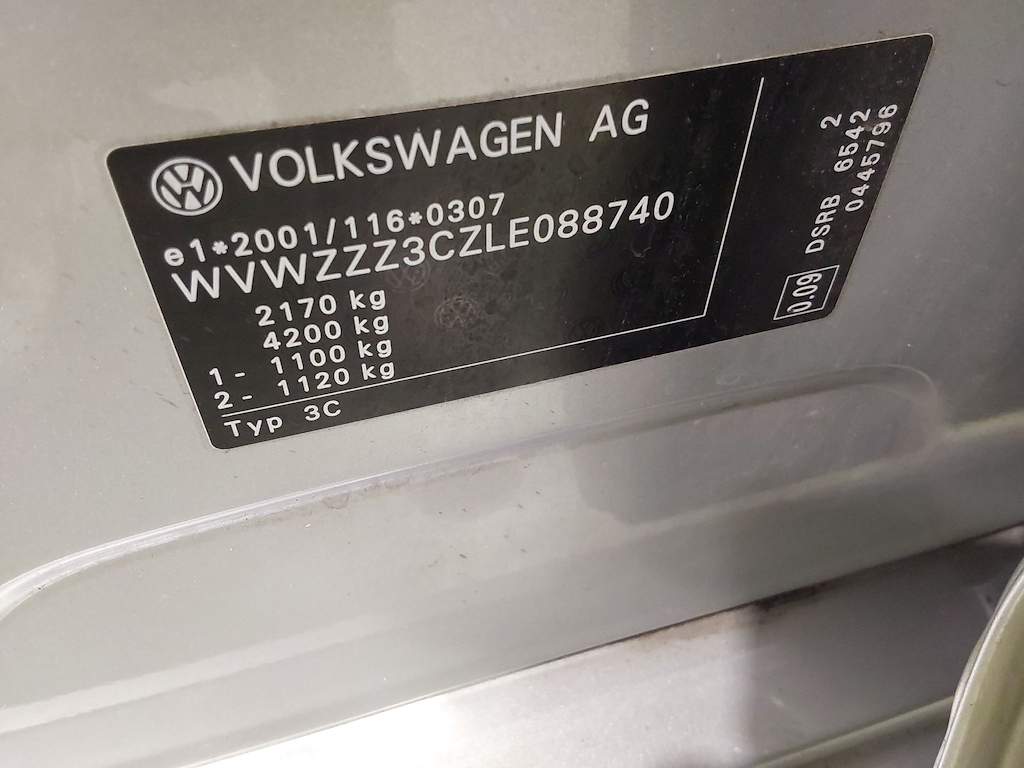 VOLKSWAGEN AG
e1*2001/116*0307
WVWZZZ3CZLE088740
2170 kg
4200 kg
1- 1100 kg
2- 1120 kg
Typ 3C
0.09
DSRB 6542
2
0445796